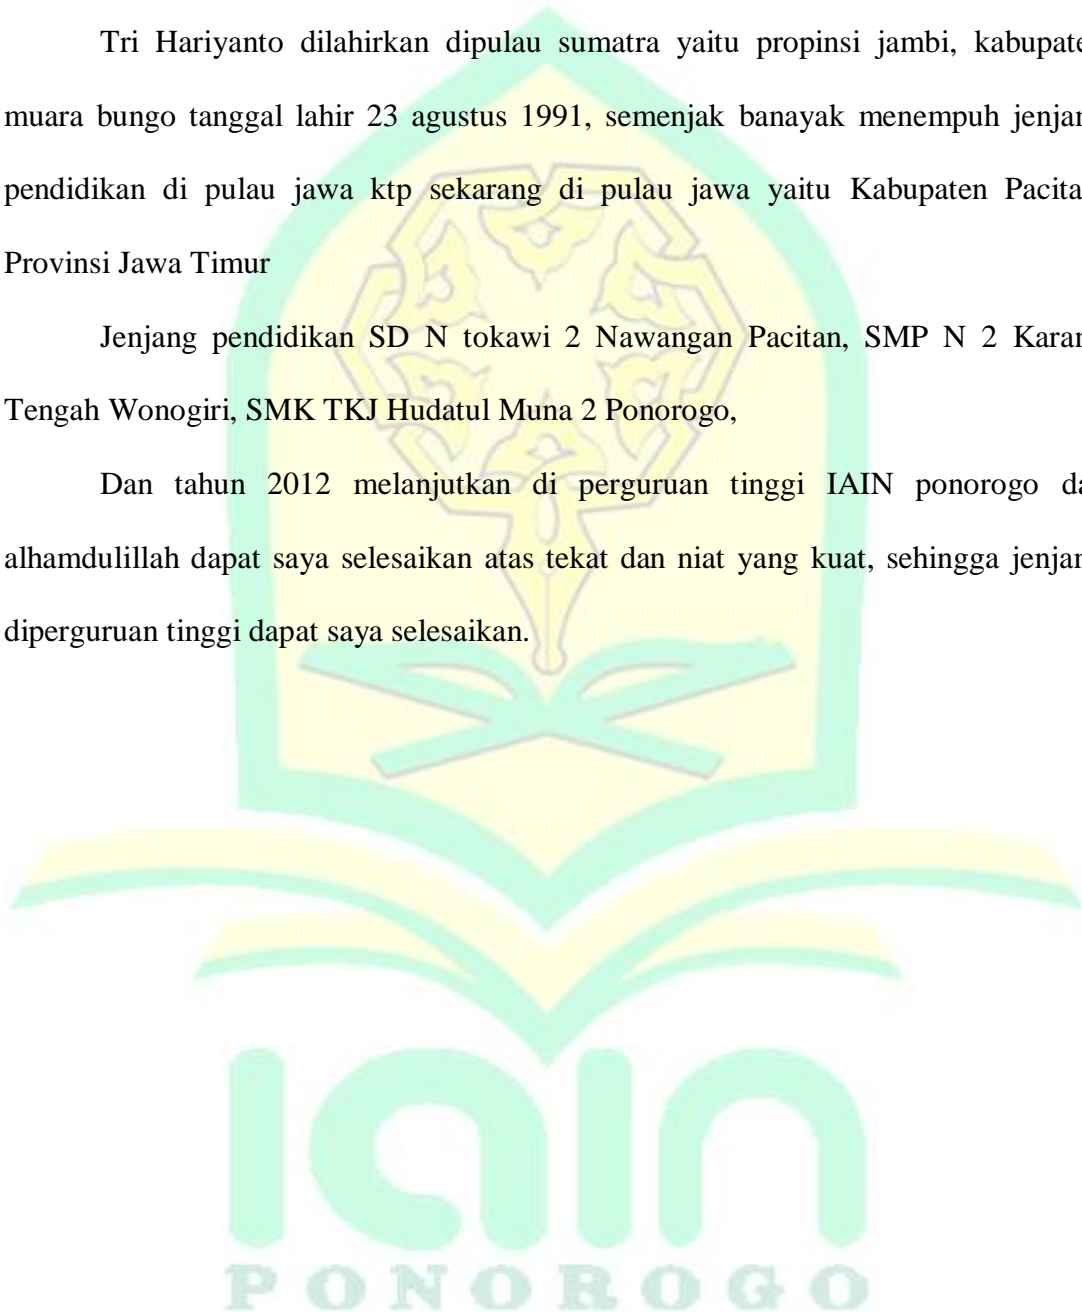 Tri Hariyanto dilahirkan dipulau sumatra yaitu propinsi jambi, kabupate
muara bungo tanggal lahir 23 agustus 1991, semenjak banayak menempuh jenjan
pendidikan di pulau jawa ktp sekarang di pulau jawa yaitu Kabupaten Pacita
Provinsi Jawa Timur
Jenjang pendidikan SD N tokawi 2 Nawangan Pacitan, SMP N 2 Karan
Tengah Wonogiri, SMK TKJ Hudatul Muna 2 Ponorogo,
Dan tahun 2012 melanjutkan di perguruan tinggi IAIN ponorogo da
alhamdulillah dapat saya selesaikan atas tekat dan niat yang kuat, sehingga jenjan
diperguruan tinggi dapat saya selesaikan.
iain
PONOROGO